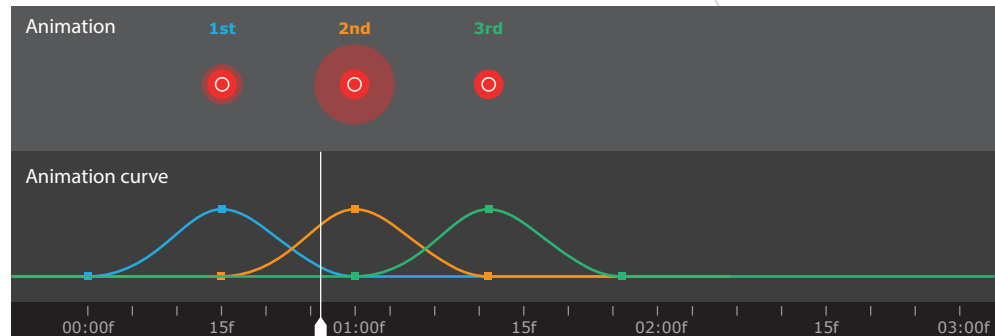 Animation 1st 2nd 3rd
Animation curve
00:00f 15f 01:00f 15f 02:00f 15f 03:00f